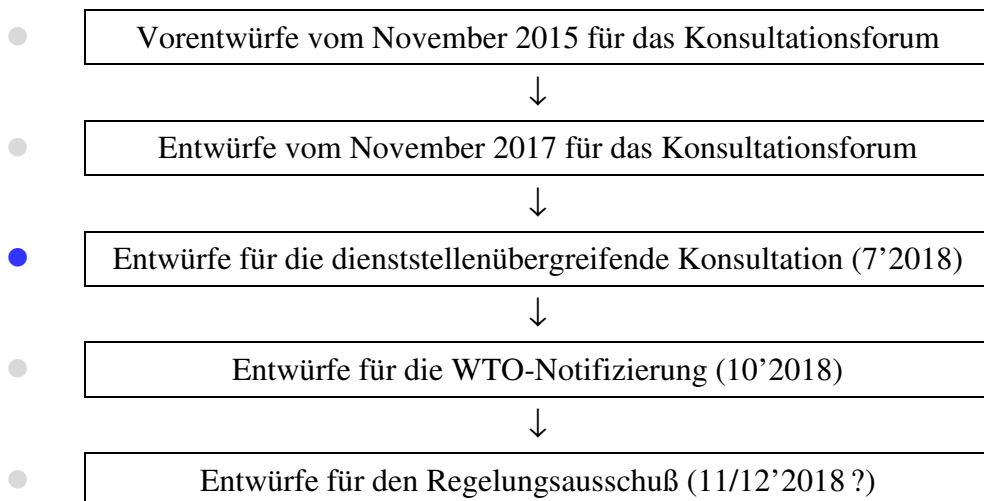 Vorentwürfe vom November 2015 für das Konsultationsforum
↓
Entwürfe vom November 2017 für das Konsultationsforum
↓
Entwürfe für die dienststellenübergreifende Konsultation (7’2018)
↓
Entwürfe für die WTO-Notifizierung (10’2018)
↓
Entwürfe für den Regelungsausschuß (11/12’2018 ?)